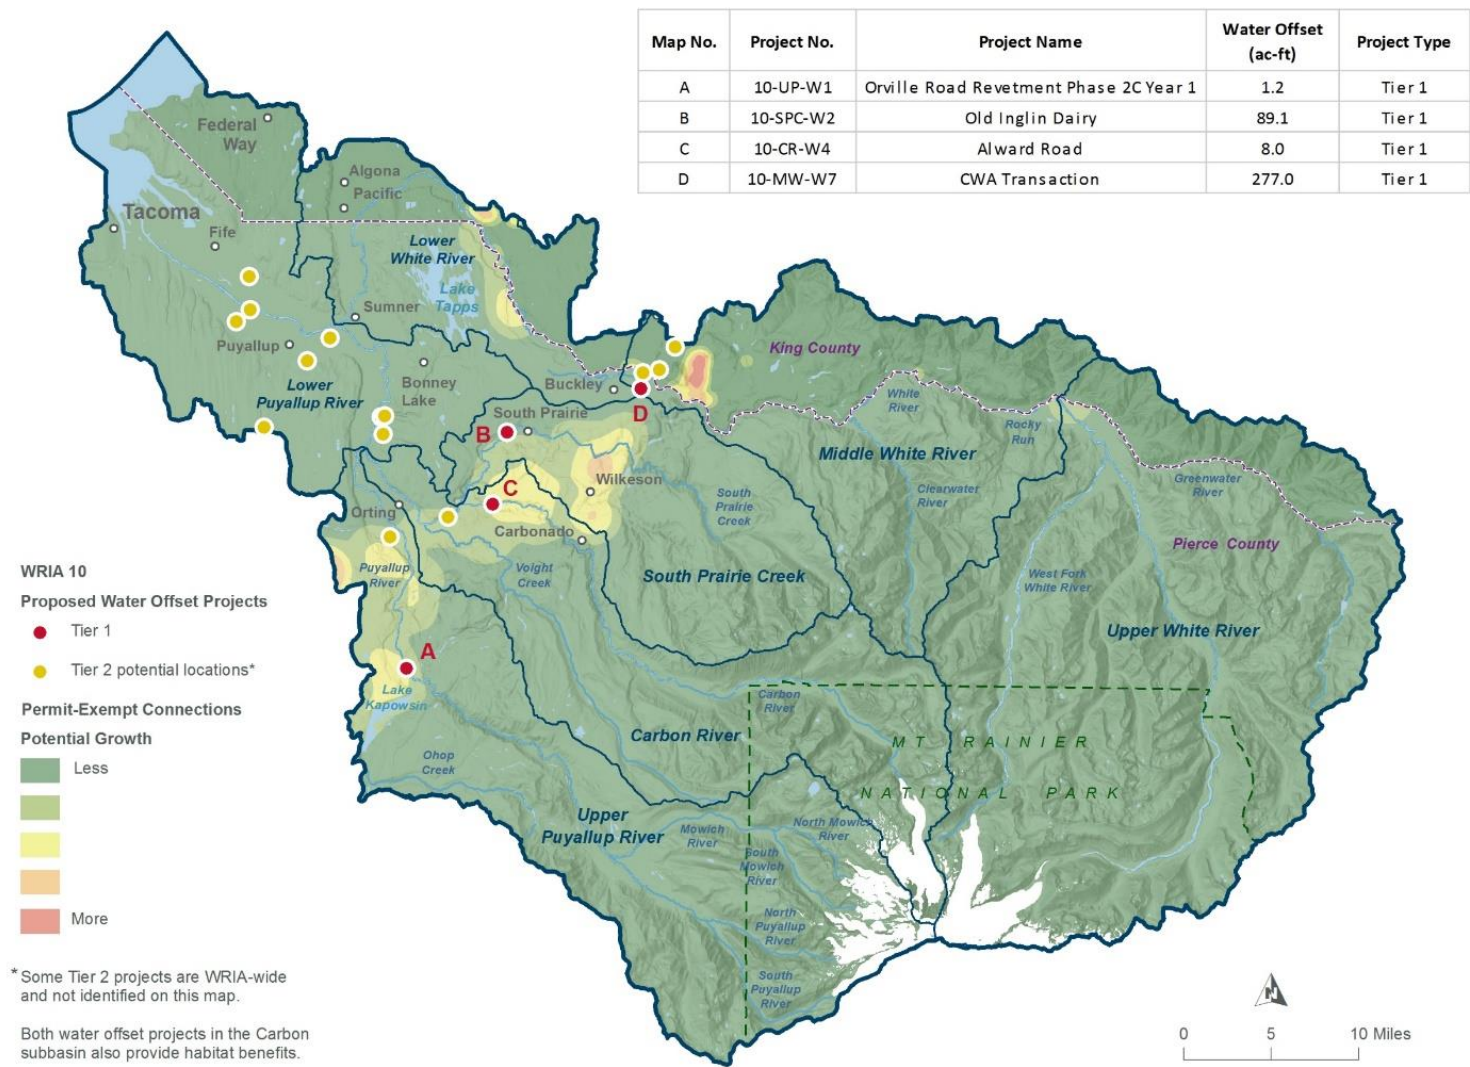 Map No. Project No. Project Name Water Offset (ac-ft) Project Type
A 10-UP-W1 Orville Road Revetment Phase 2C Year 1 1.2 Tier 1
B 10-SPC-W2 Old Inglin Dairy 89.1 Tier 1
C 10-CR-W4 Alward Road 8.0 Tier 1
D 10-MW-W7 CWA Transaction 277.0 Tier 1
Federal
Way
Algona
Pacific
Tacoma
Fife
Lower
White River
Lake
Tapps
Sumner
Puyallup
Lower
Puyallup River
Bonney
Lake
Buckley
D
King County
White
River
Rocky
Run
South Prairie
B
Middle White River
Wilkeson
C
South
Prairie
Creek
Clearwater
River
Greenwater
River
Orting
Carbonado
Pierce County
Puyallup
River
Voight
Creek
South Prairie Creek
West Fork
White River
Upper White River
A
Lake
Kapowsin
Carbon
River
Carbon River
MT RAINIER
NATIONAL PARK
Ohop
Creek
Upper
Puyallup River
Mowich
River
North Mowich
River
South
Mowich
River
North
Puyallup
River
South
Puyallup
River
WRIA 10
Proposed Water Offset Projects
Tier 1
Tier 2 potential locations*
Permit-Exempt Connections
Potential Growth
Less
More
*Some Tier 2 projects are WRIA-wide
and not identified on this map.
Both water offset projects in the Carbon
subbasin also provide habitat benefits.
N
0 5 10 Miles